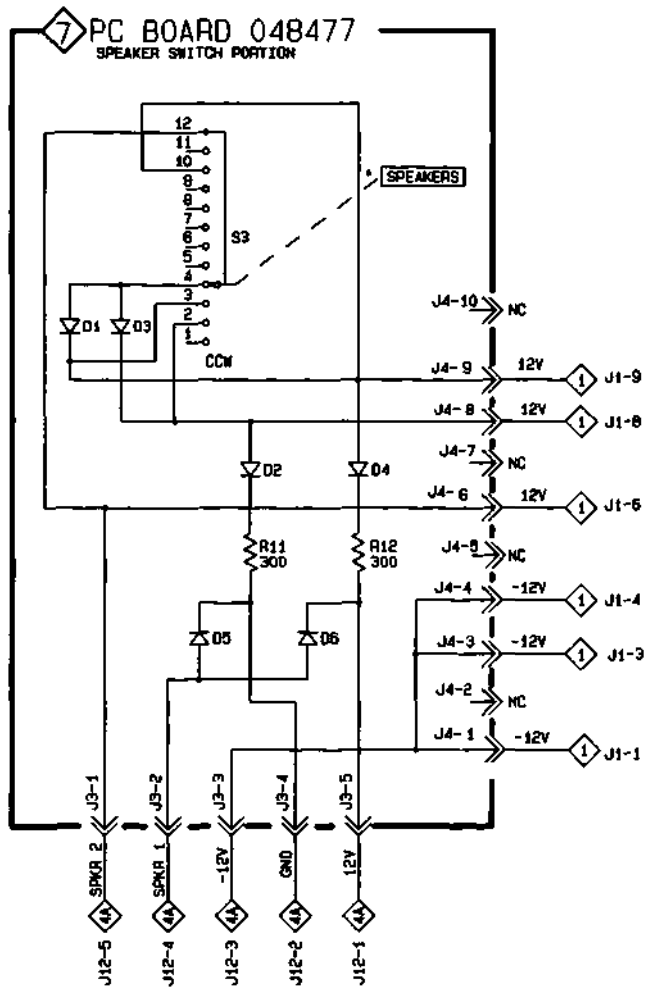 7 PC BOARD 048477
SPEAKER SWITCH PORTION
12
11
10
9
8
7
6
5
4
3
2
1
S3
CCW
SPEAKERS
D1
D3
J4-10 NC
J4-9 12V 1 J1-9
J4-8 12V 1 J1-8
J4-7 NC
D2
D4
J4-6 12V 1 J1-6
R11
300
R12
300
J4-5 NC
J4-4 -12V 1 J1-4
D5
D6
J4-3 -12V 1 J1-3
J4-2 NC
J4-1 -12V 1 J1-1
J3-1
J3-2
J3-3
J3-4
J3-5
SPKR 2
SPKR 1
-12V
GND
12V
4A
4A
4A
4A
4A
J12-5
J12-4
J12-3
J12-2
J12-1